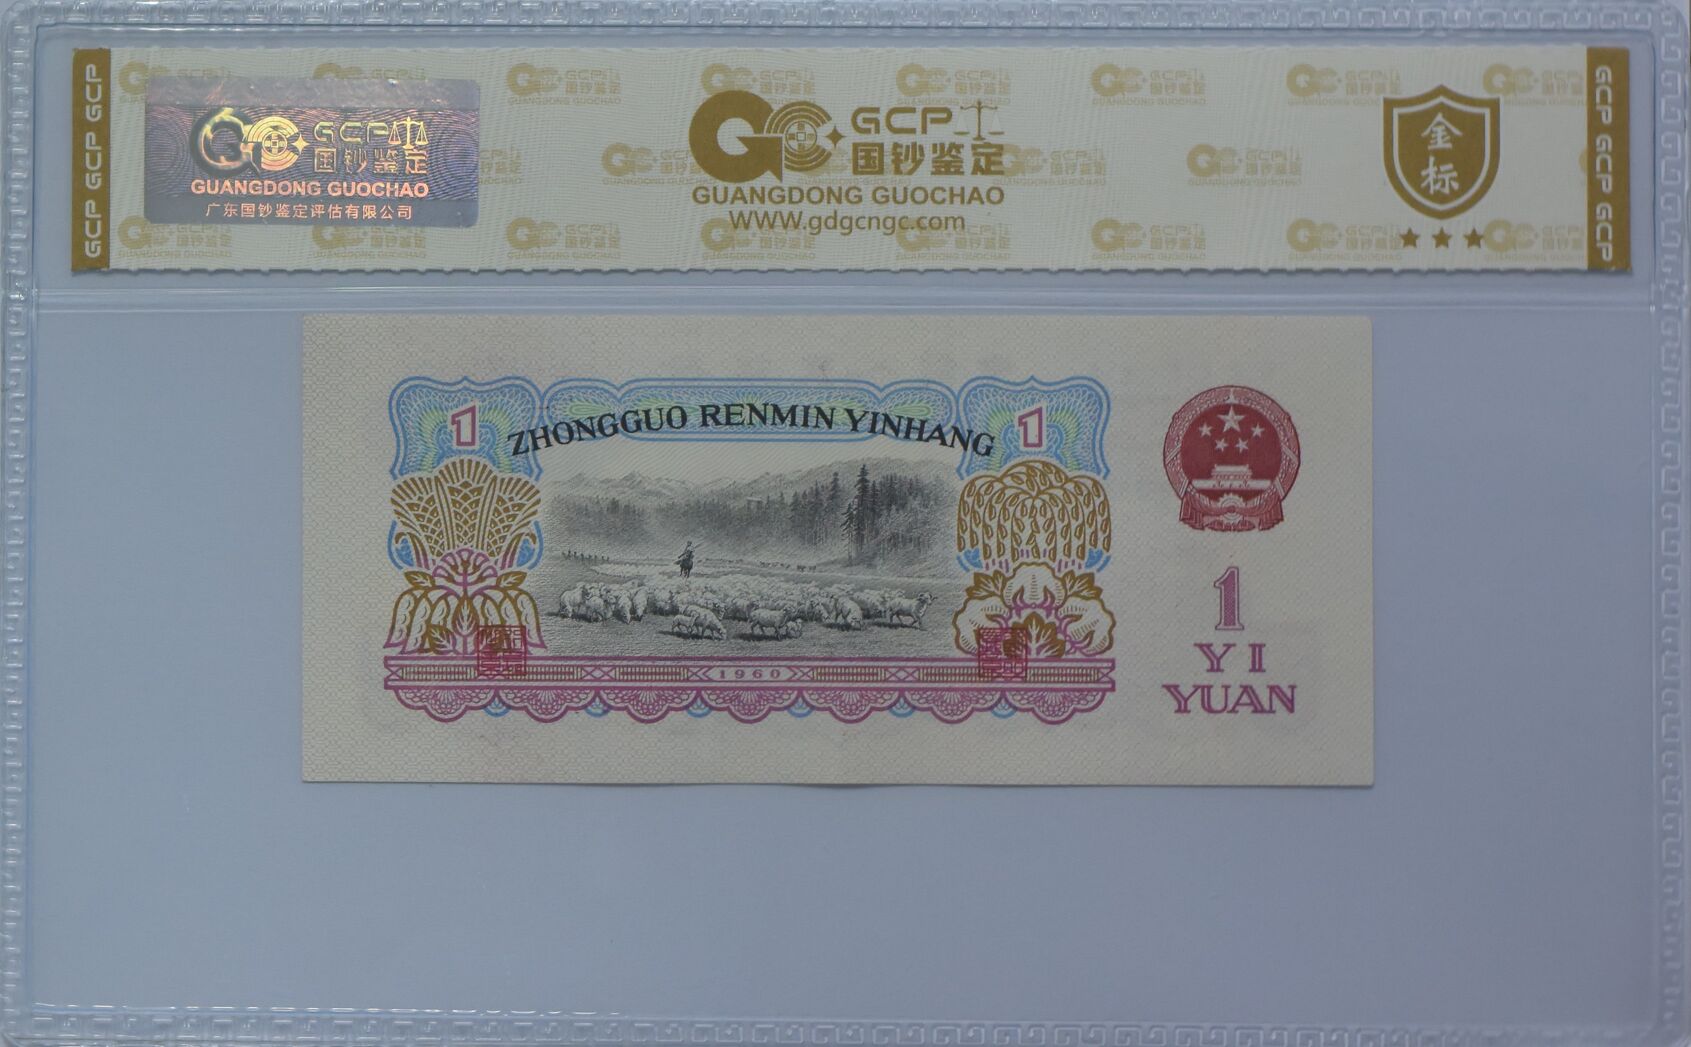 GCP GCP GCP
GCP
国钞鉴定
GUANGDONG GUOCHAO
广东国钞鉴定评估有限公司
GCP
国钞鉴定
GUANGDONG GUOCHAO
WWW.gdgcngc.com
金标
GCP GCP GCP
1
ZHONGGUO RENMIN YINHANG
1
1960
1
YI
YUAN